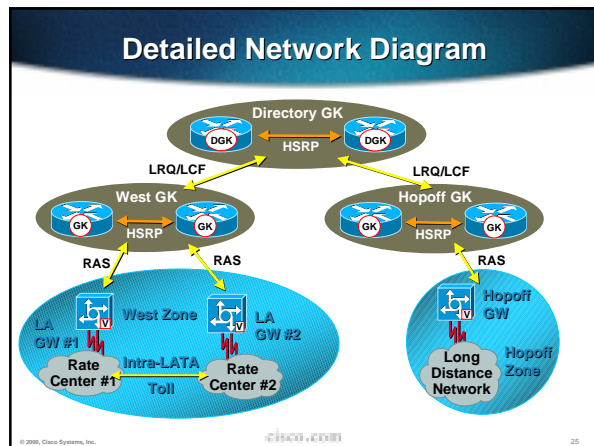 Detailed Network Diagram
Directory GK
DGK
HSRP
DGK
LRQ/LCF
LRQ/LCF
West GK
GK
HSRP
GK
Hopoff GK
GK
HSRP
GK
RAS
RAS
RAS
LA
GW #1
V
West Zone
V
LA
GW #2
Rate
Center #1
Intra-LATA
Toll
Rate
Center #2
V
Hopoff
GW
Long
Distance
Network
Hopoff
Zone
© 2000, Cisco Systems, Inc.
cisco.com
25